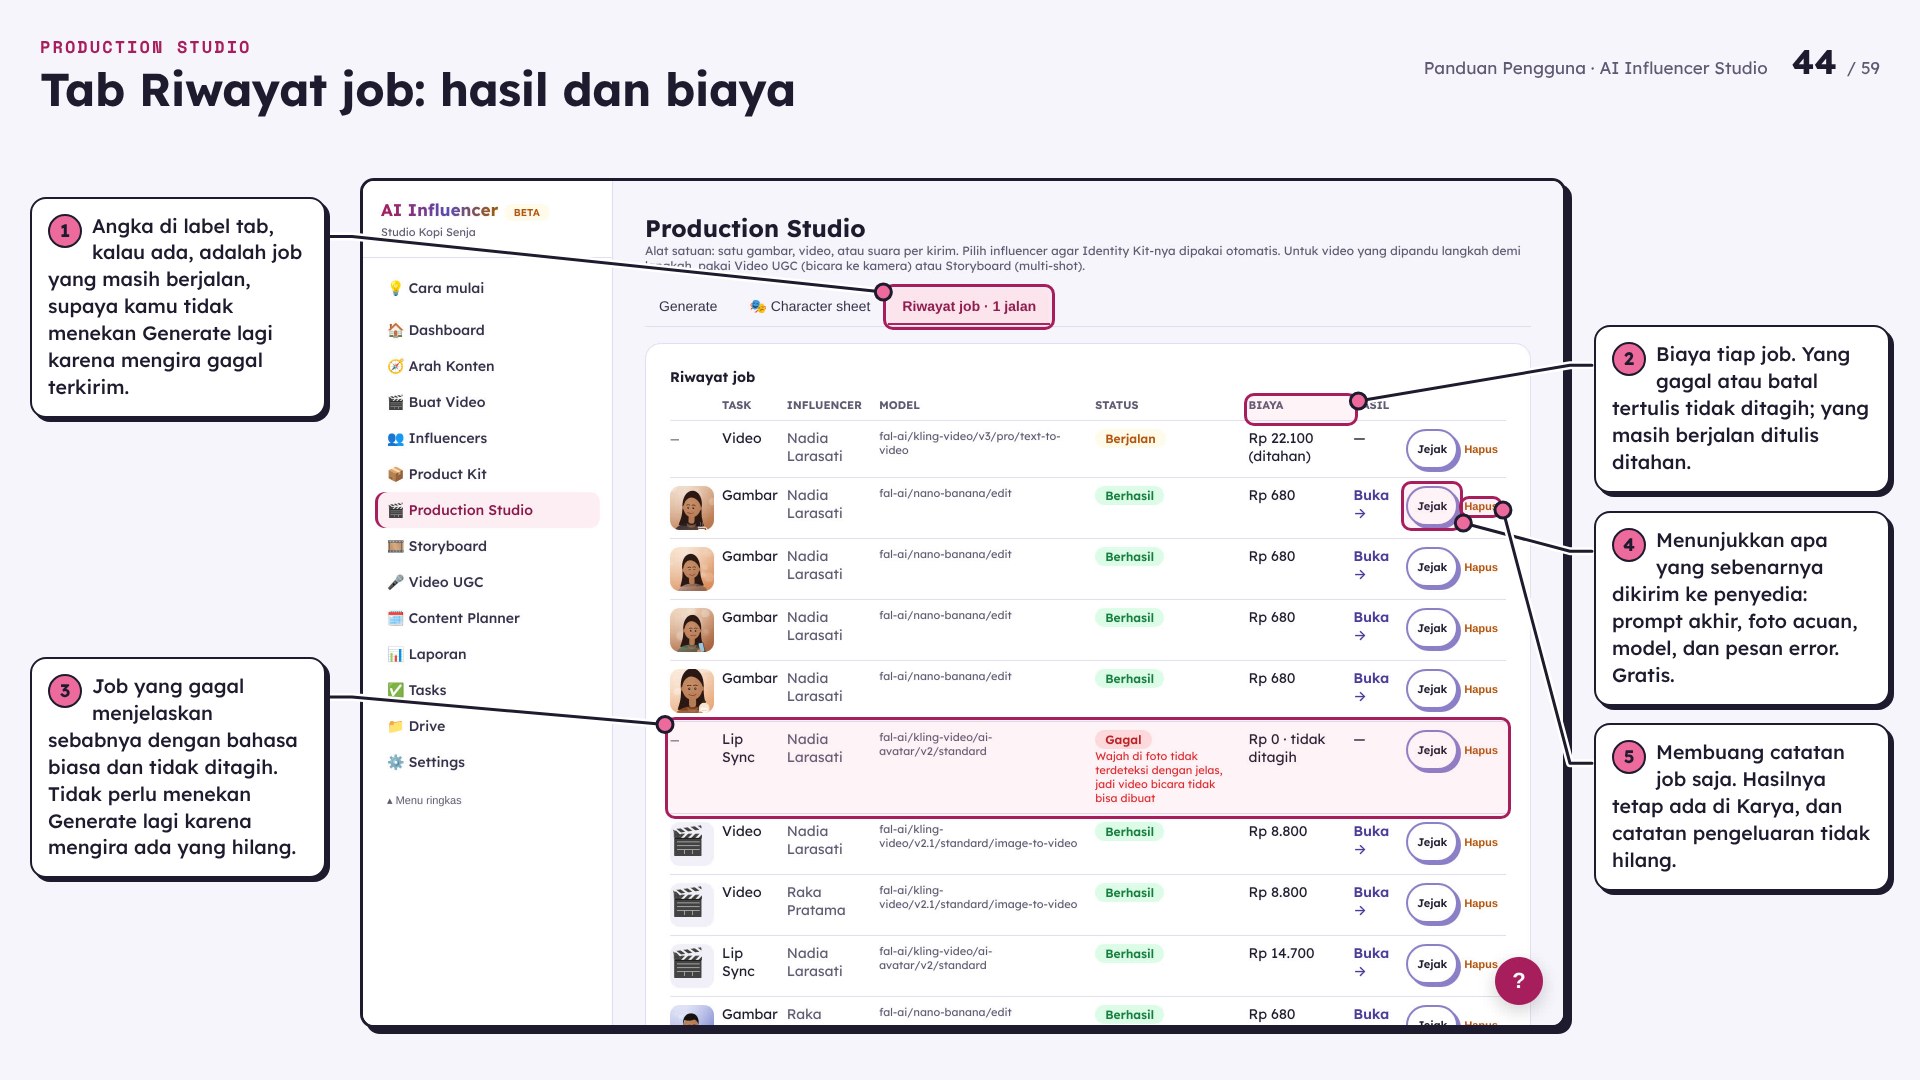 PRODUCTION STUDIO
Tab Riwayat job: hasil dan biaya
Panduan Pengguna · AI Influencer Studio 44 / 59
1 Angka di label tab,
kalau ada, adalah job
yang masih berjalan,
supaya kamu tidak
menekan Generate lagi
karena mengira gagal
terkirim.
3 Job yang gagal
menjelaskan
sebabnya dengan bahasa
biasa dan tidak ditagih.
Tidak perlu menekan
Generate lagi karena
mengira ada yang hilang.
AI Influencer BETA
Studio Kopi Senja
Cara mulai
Dashboard
Arah Konten
Buat Video
Influencers
Product Kit
Production Studio
Storyboard
Video UGC
Content Planner
Laporan
Tasks
Drive
Settings
▴ Menu ringkas
Production Studio
Alat satuan: satu gambar, video, atau suara per kirim. Pilih influencer agar Identity Kit-nya dipakai otomatis. Untuk video yang dipandu langkah demi
pakai Video UGC (bicara ke kamera) atau Storyboard (multi-shot).
Generate Character sheet Riwayat job · 1 jalan
Riwayat job
TASK INFLUENCER MODEL STATUS BIAYA
– Video Nadia Larasati fal-ai/kling-video/v3/pro/text-to-video Berjalan Rp 22.100 (ditahan) — Jejak Hapus
Gambar Nadia Larasati fal-ai/nano-banana/edit Berhasil Rp 680 Buka → Jejak Hapus
Gambar Nadia Larasati fal-ai/nano-banana/edit Berhasil Rp 680 Buka → Jejak Hapus
Gambar Nadia Larasati fal-ai/nano-banana/edit Berhasil Rp 680 Buka → Jejak Hapus
Gambar Nadia Larasati fal-ai/nano-banana/edit Berhasil Rp 680 Buka → Jejak Hapus
– Lip Sync Nadia Larasati fal-ai/kling-video/ai-avatar/v2/standard Gagal Rp 0 · tidak ditagih — Jejak Hapus
Wajah di foto tidak
terdeteksi dengan jelas,
jadi video bicara tidak
bisa dibuat
Video Nadia Larasati fal-ai/kling-video/v2.1/standard/image-to-video Berhasil Rp 8.800 Buka → Jejak Hapus
Video Raka Pratama fal-ai/kling-video/v2.1/standard/image-to-video Berhasil Rp 8.800 Buka → Jejak Hapus
Lip Sync Nadia Larasati fal-ai/kling-video/ai-avatar/v2/standard Berhasil Rp 14.700 Buka → Jejak Hapus
Gambar Raka fal-ai/nano-banana/edit Berhasil Rp 680 Buka Jejak Hapus
?
2 Biaya tiap job. Yang
gagal atau batal
tertulis tidak ditagih; yang
masih berjalan ditulis
ditahan.
4 Menunjukkan apa
yang sebenarnya
dikirim ke penyedia:
prompt akhir, foto acuan,
model, dan pesan error.
Gratis.
5 Membuang catatan
job saja. Hasilnya
tetap ada di Karya, dan
catatan pengeluaran tidak
hilang.